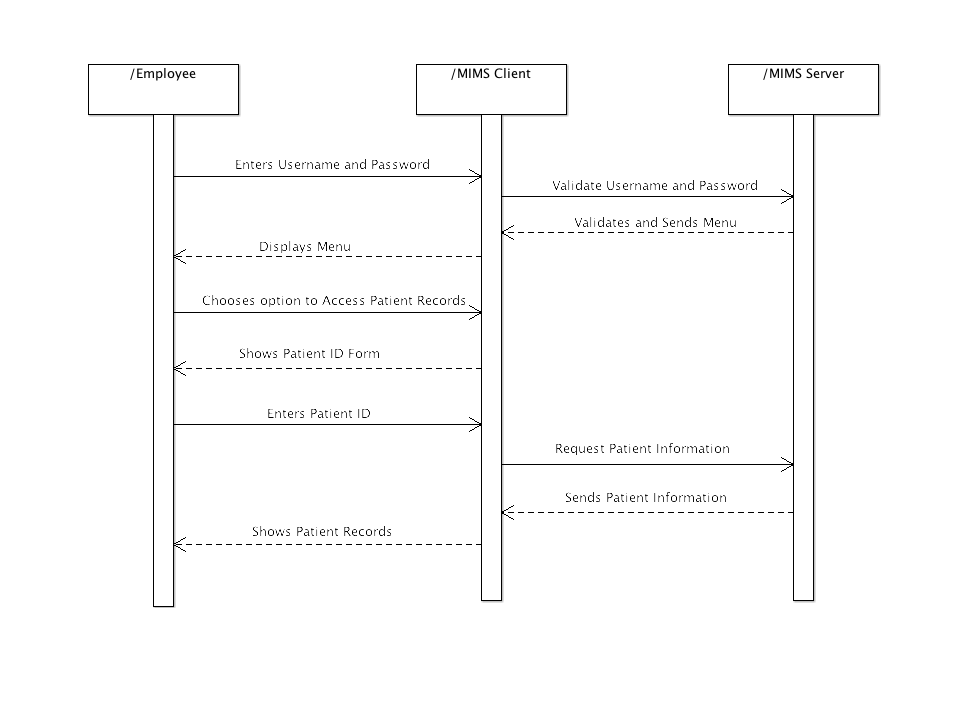 /Employee
/MIMS Client
/MIMS Server
Enters Username and Password
Validate Username and Password
Validates and Sends Menu
Displays Menu
Chooses option to Access Patient Records
Shows Patient ID Form
Enters Patient ID
Request Patient Information
Sends Patient Information
Shows Patient Records